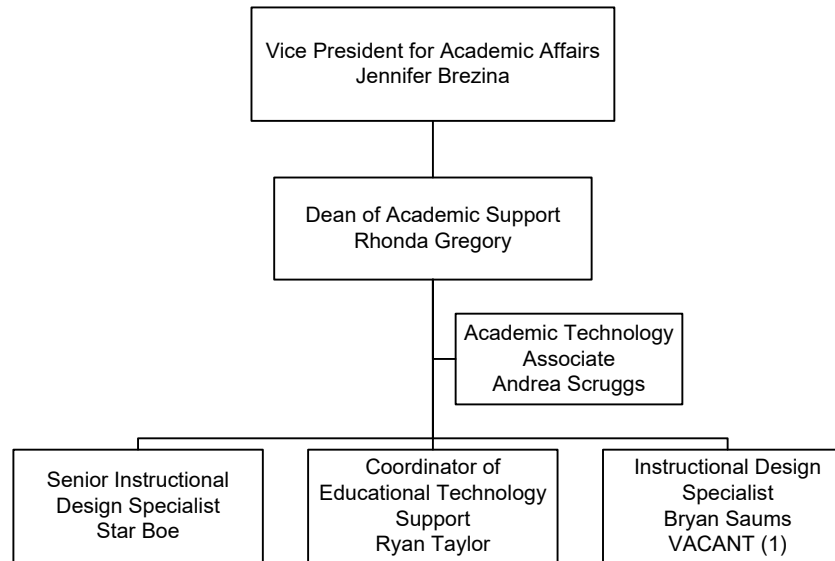 Vice President for Academic Affairs
Jennifer Brezina
Dean of Academic Support
Rhonda Gregory
Academic Technology
Associate
Andrea Scruggs
Senior Instructional
Design Specialist
Star Boe
Coordinator of
Educational Technology
Support
Ryan Taylor
Instructional Design
Specialist
Bryan Saums
VACANT (1)